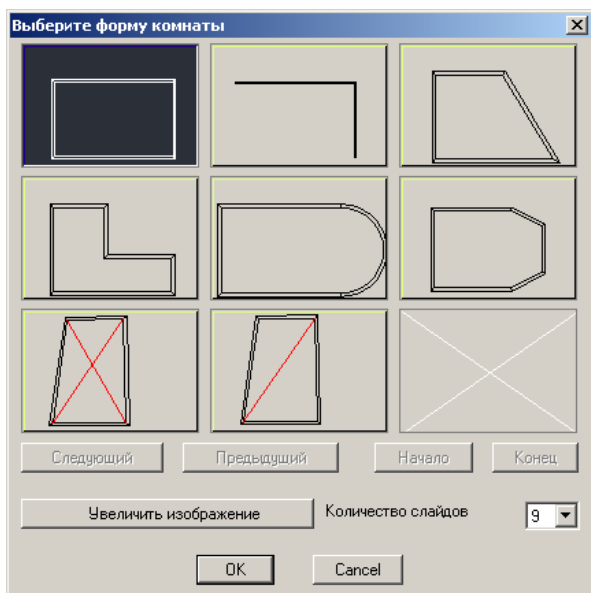 Выберите форму комнаты
Следующий Предыдущий Начало Конец
Увеличить изображение Количество слайдов 9
OK Cancel